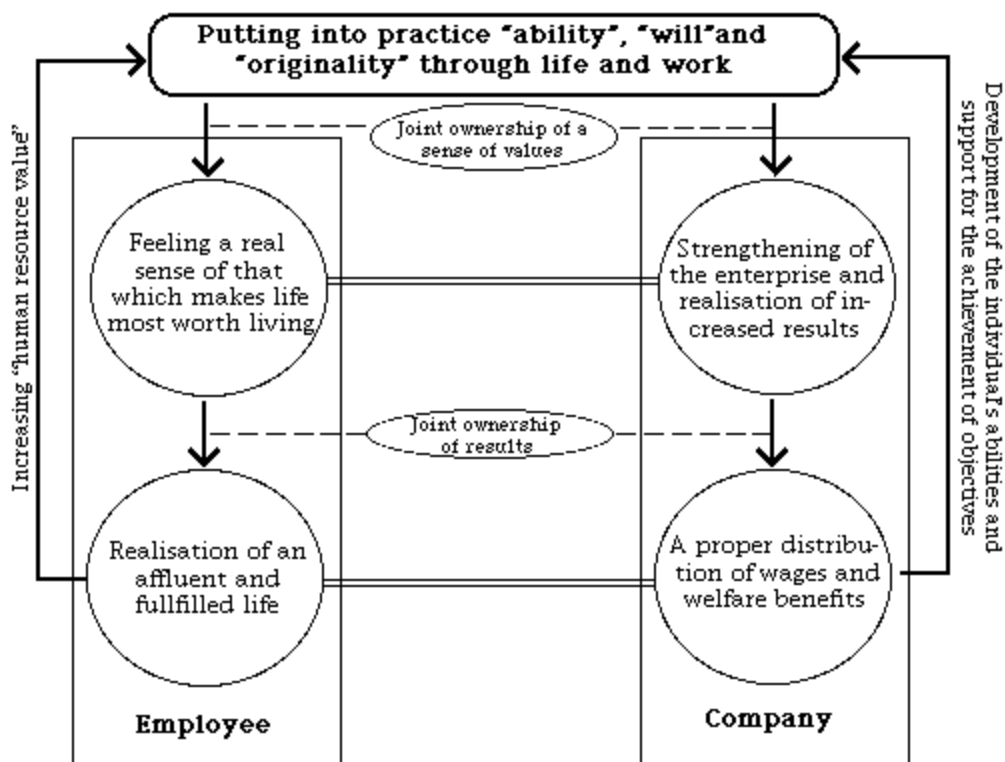 Putting into practice “ability”, “will”and
“originality” through life and work
Joint ownership of a
sense of values
Increasing “human resource value”
Development of the individual's abilities and
support for the achievement of objectives
Feeling a real
sense of that
which makes life
most worth living
Strengthening of
the enterprise and
realisation of in-
creased results
Joint ownership
of results
Realisation of an
affluent and
fullfilled life
A proper distribu-
tion of wages and
welfare benefits
Employee
Company